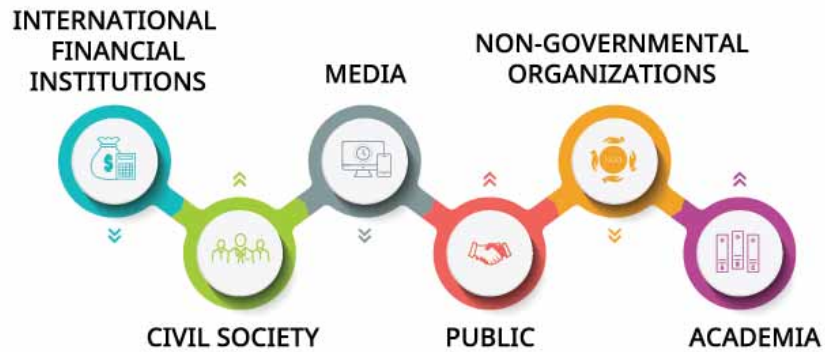 INTERNATIONAL
FINANCIAL
INSTITUTIONS
CIVIL SOCIETY
MEDIA
PUBLIC
NON-GOVERNMENTAL
ORGANIZATIONS
$
ACADEMIA